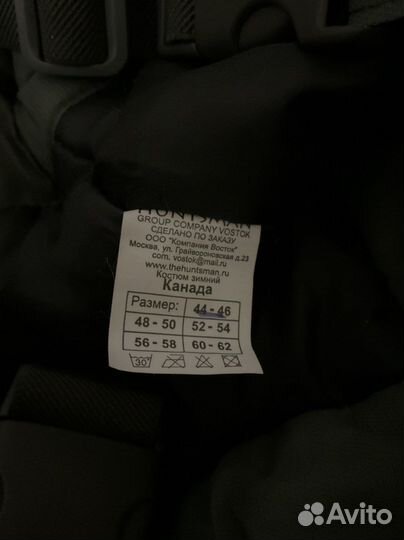 HUNTSMAN
GROUP COMPANY VOSTOK
СДЕЛАНО ПО ЗАКАЗУ
ООО "Компания Восток"
Москва, ул. Грайвороновская д.23
com. vostok@mail.ru
www.thehuntsman.ru
Костюм зимний
Канада
Размер: 44 - 46
48 - 50 52 - 54
56 - 58 60 - 62
30°
Avito